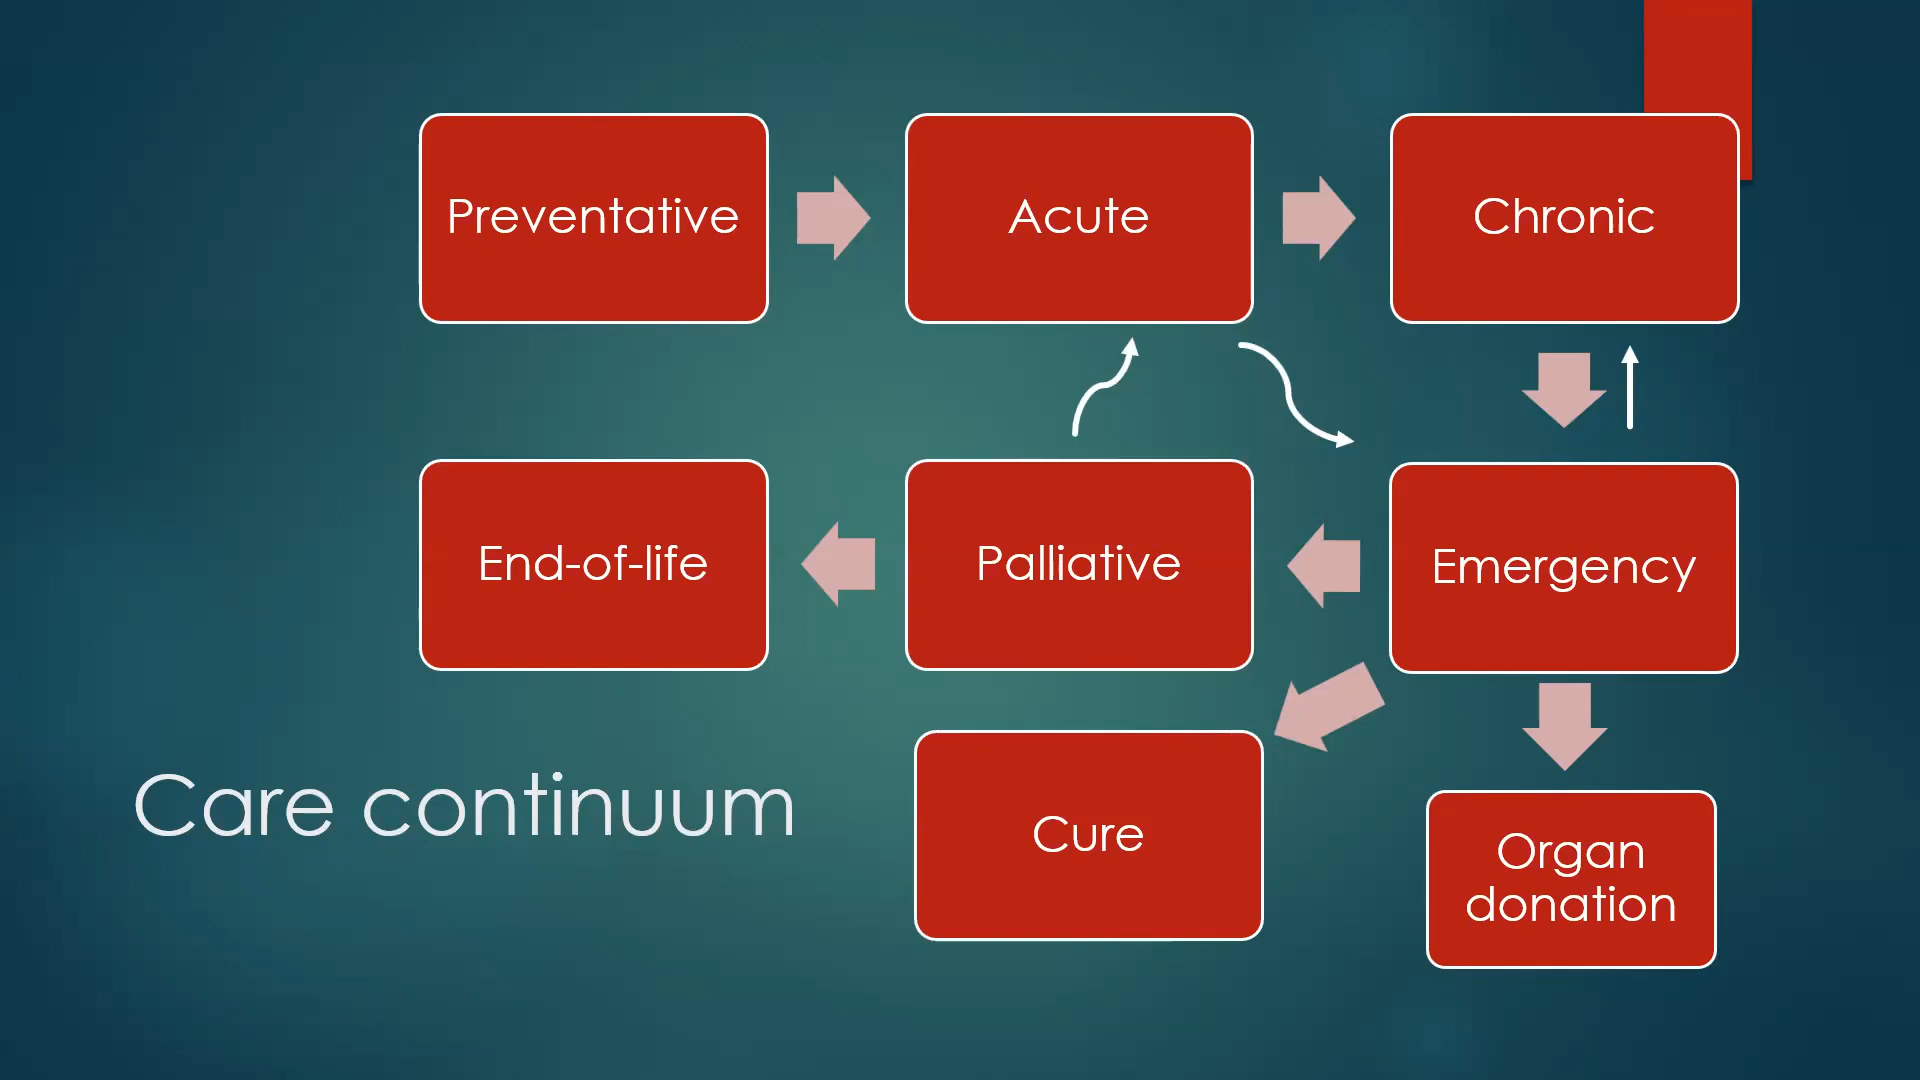 Preventative
Acute
Chronic
End-of-life
Palliative
Emergency
Care continuum
Cure
Organ
donation